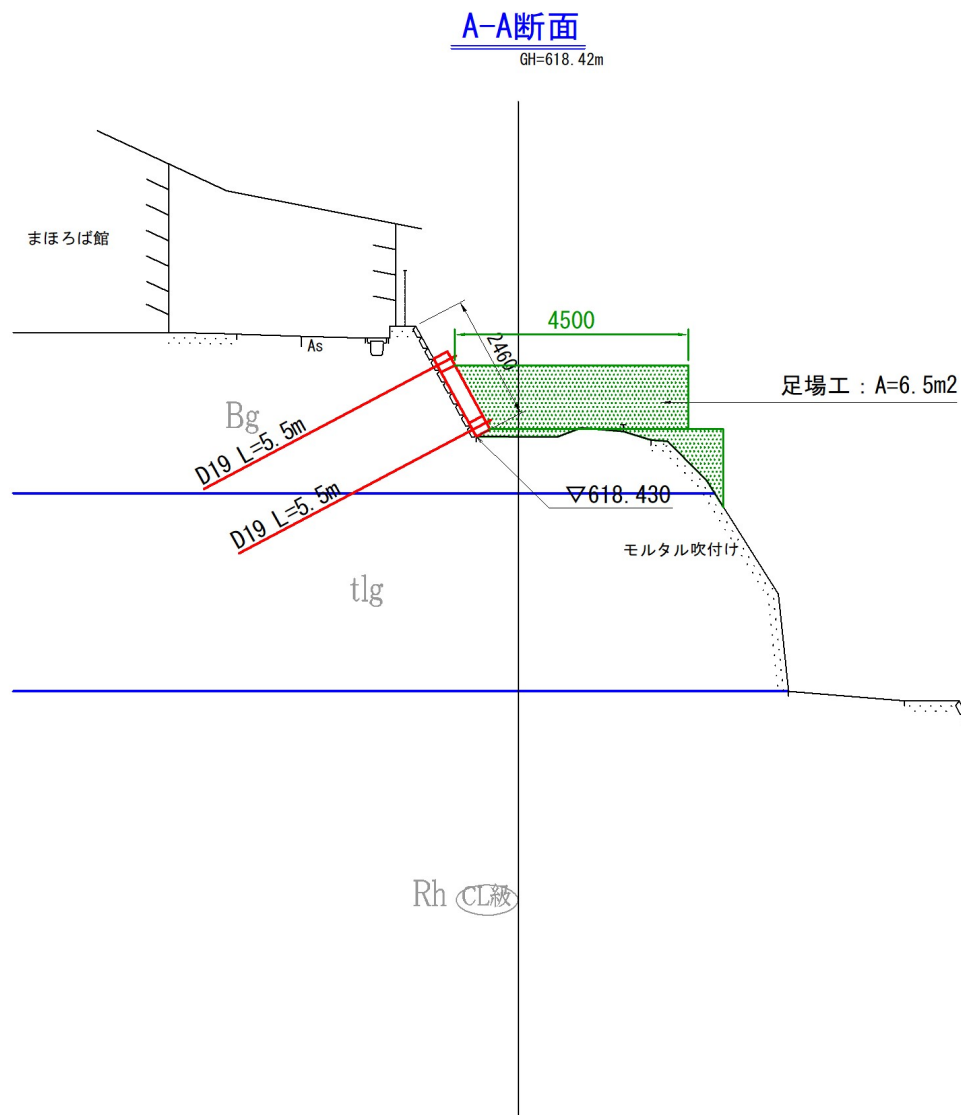 A-A断面
GH=618.42m
まほろば館
4500
2460
As
足場工：A=6.5m2
Bg
D19 L=5.5m
▽618.430
D19 L=5.5m
モルタル吹付け
tlg
Rh CL級